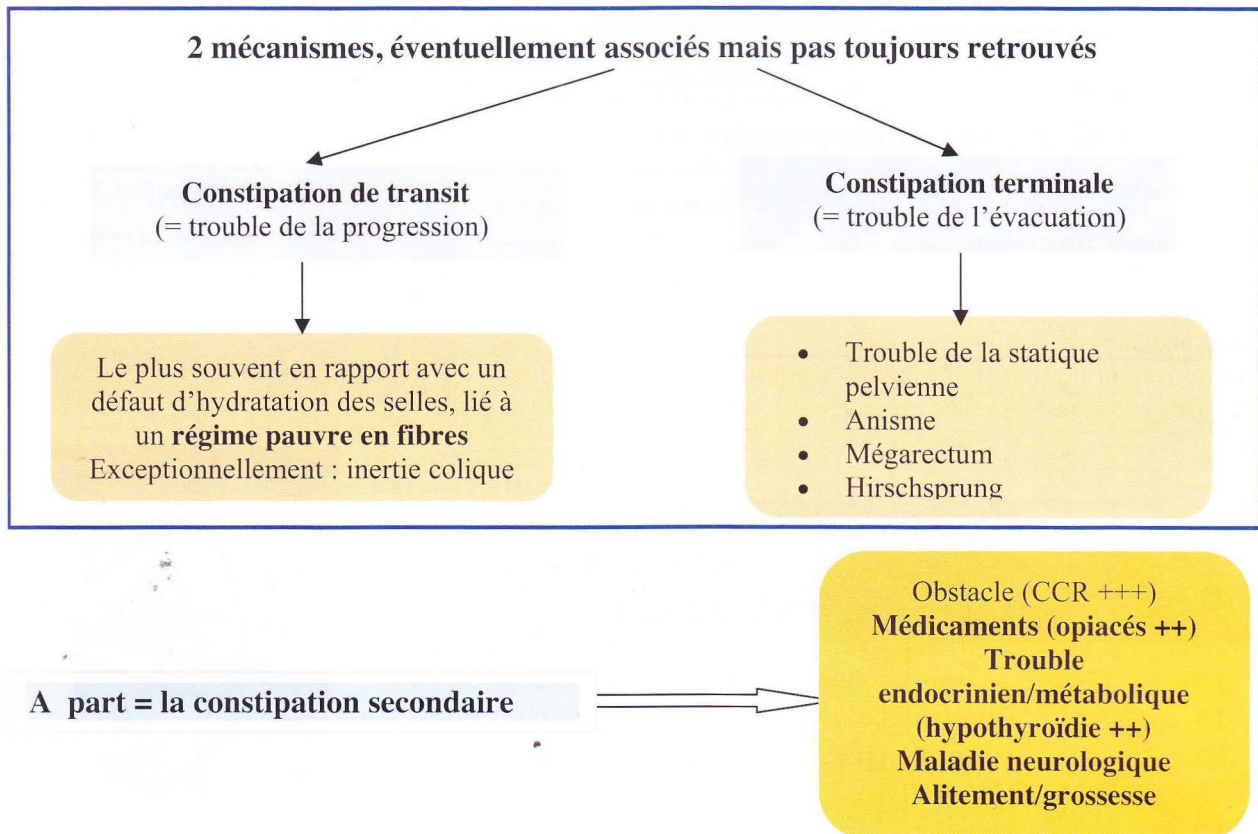 2 mécanismes, éventuellement associés mais pas toujours retrouvés
Constipation de transit
(= trouble de la progression)
Constipation terminale
(= trouble de l'évacuation)
Le plus souvent en rapport avec un
défaut d'hydratation des selles, lié à
un régime pauvre en fibres
Exceptionnellement : inertie colique
• Trouble de la statique
pelvienne
• Anisme
• Mégarectum
• Hirschsprung
A part = la constipation secondaire
Obstacle (CCR +++)
Médicaments (opiacés ++)
Trouble
endocrinien/métabolique
(hypothyroïdie ++)
Maladie neurologique
Alitement/grossesse